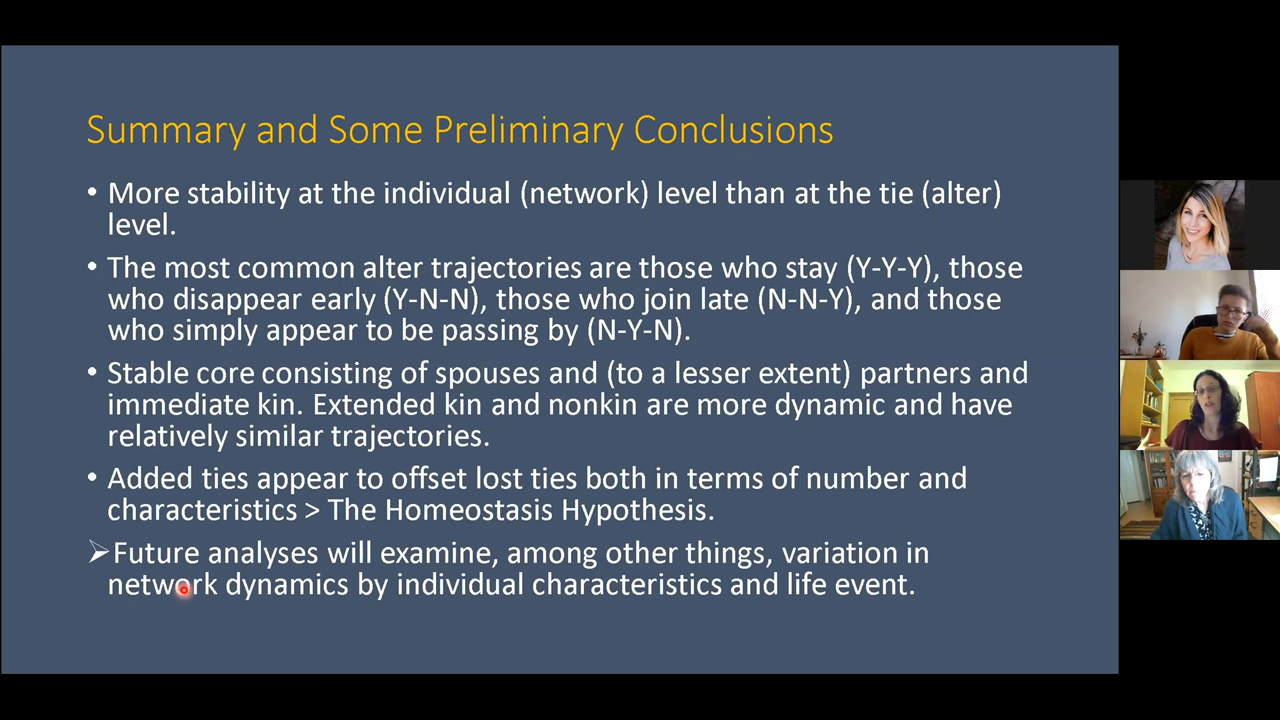 Summary and Some Preliminary Conclusions
• More stability at the individual (network) level than at the tie (alter)
level.
• The most common alter trajectories are those who stay (Y-Y-Y), those
who disappear early (Y-N-N), those who join late (N-N-Y), and those
who simply appear to be passing by (N-Y-N).
• Stable core consisting of spouses and (to a lesser extent) partners and
immediate kin. Extended kin and nonkin are more dynamic and have
relatively similar trajectories.
• Added ties appear to offset lost ties both in terms of number and
characteristics > The Homeostasis Hypothesis.
➢Future analyses will examine, among other things, variation in
network dynamics by individual characteristics and life event.